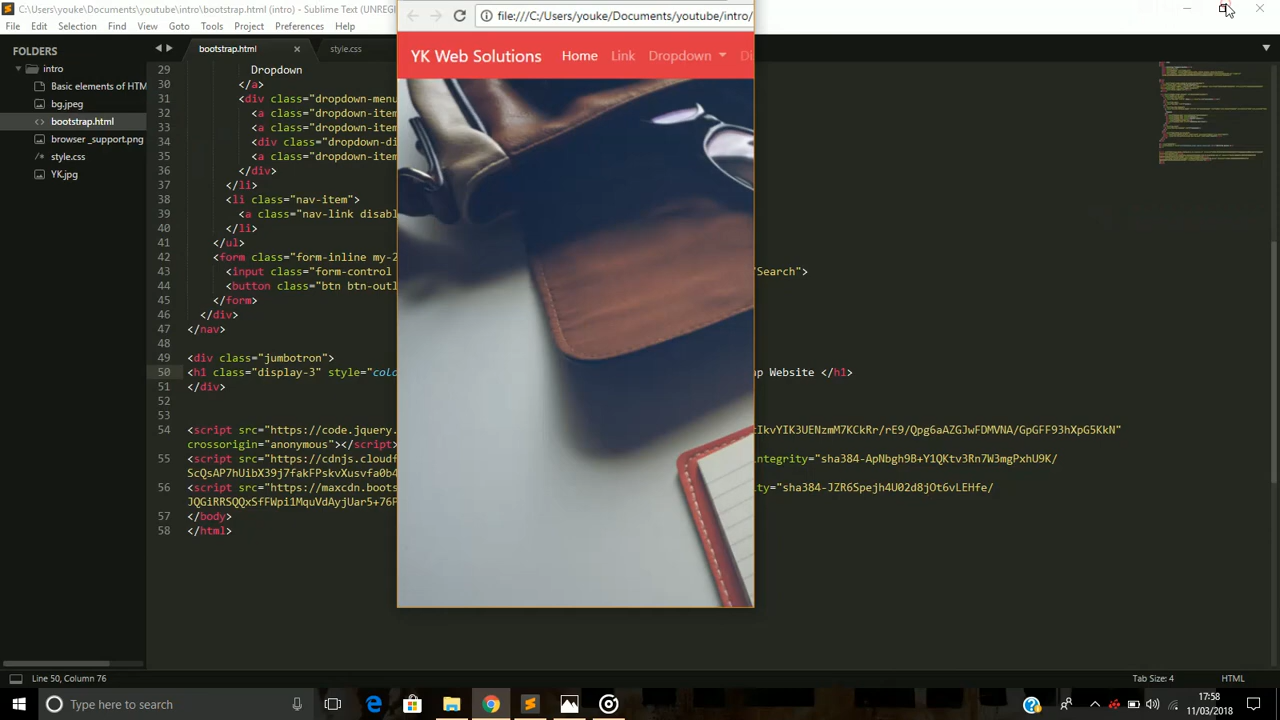 C:\Users\youke\Documents\youtube\intro\bootstrap.html (intro) - Sublime Text (UNREG
File Edit Selection Find View Goto Tools Project Preferences Help
FOLDERS
intro
Basic elements of HTM
bg.jpeg
bootstrap.html
browser _support.png
style.css
YK.jpg
bootstrap.html × style.css
29 Dropdown
30 </a>
31 <div class="dropdown-menu
32 <a class="dropdown-item
33 <a class="dropdown-item
34 <div class="dropdown-di
35 <a class="dropdown-item
36 </div>
37 </li>
38 <li class="nav-item">
39 <a class="nav-link disabl
40 </li>
41 </ul>
42 <form class="form-inline my-2
43 <input class="form-control Search">
44 <button class="btn btn-outl
45 </form>
46 </div>
47 </nav>
48
49 <div class="jumbotron">
50 <h1 class="display-3" style="colo p Website </h1>
51 </div>
52
53
54 <script src="https://code.jquery. IkvYIK3UENzmM7KCkRr/rE9/Qpg6aAZGJwFDMVNA/GpGFF93hXpG5KkN"
crossorigin="anonymous"></script>
55 <script src="https://cdnjs.cloudf integrity="sha384-ApNbgh9B+Y1QKtv3Rn7W3mgPxhU9K/
ScQsAP7hUibX39j7fakFPskvXusvfa0b4
56 <script src="https://maxcdn.boots ty="sha384-JZR6Spejh4U02d8jOt6vLEHfe/
JQGiRRSQQxSfFWpi1MquVdAyjUar5+76P
57 </body>
58 </html>
file:///C:/Users/youke/Documents/youtube/intro/
YK Web Solutions Home Link Dropdown Di
Line 50, Column 76 Tab Size: 4 HTML
Type here to search
17:58
11/03/2018